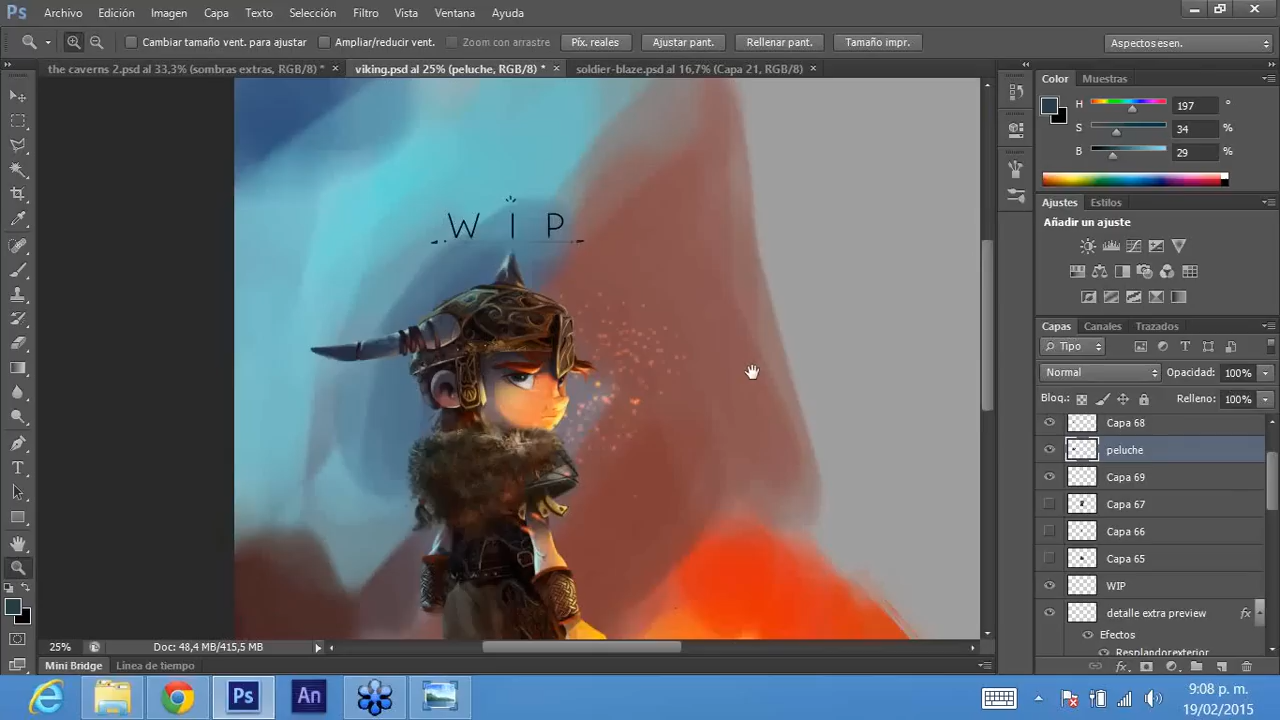 Ps Archivo Edición Imagen Capa Texto Selección Filtro Vista Ventana Ayuda
Cambiar tamaño vent. para ajustar Ampliar/reducir vent. Zoom con arrastre Píx. reales Ajustar pant. Rellenar pant. Tamaño impr. Aspectos esen.
the caverns 2.psd al 33,3% (sombras extras, RGB/8) * × viking.psd al 25% (peluche, RGB/8) * × soldier-blaze.psd al 16,7% (Capa 21, RGB/8) ×
Color Muestras
H 197 °
S 34 %
B 29 %
Ajustes Estilos
Añadir un ajuste
Capas Canales Trazados
Tipo
Normal Opacidad: 100%
Bloq.: Relleno: 100%
Capa 68
peluche
Capa 69
Capa 67
Capa 66
Capa 65
WIP
detalle extra preview fx
Efectos
Resplandor exterior
W I P
25% Doc: 48,4 MB/415,5 MB
Mini Bridge Línea de tiempo
Ps An
9:08 p. m.
19/02/2015